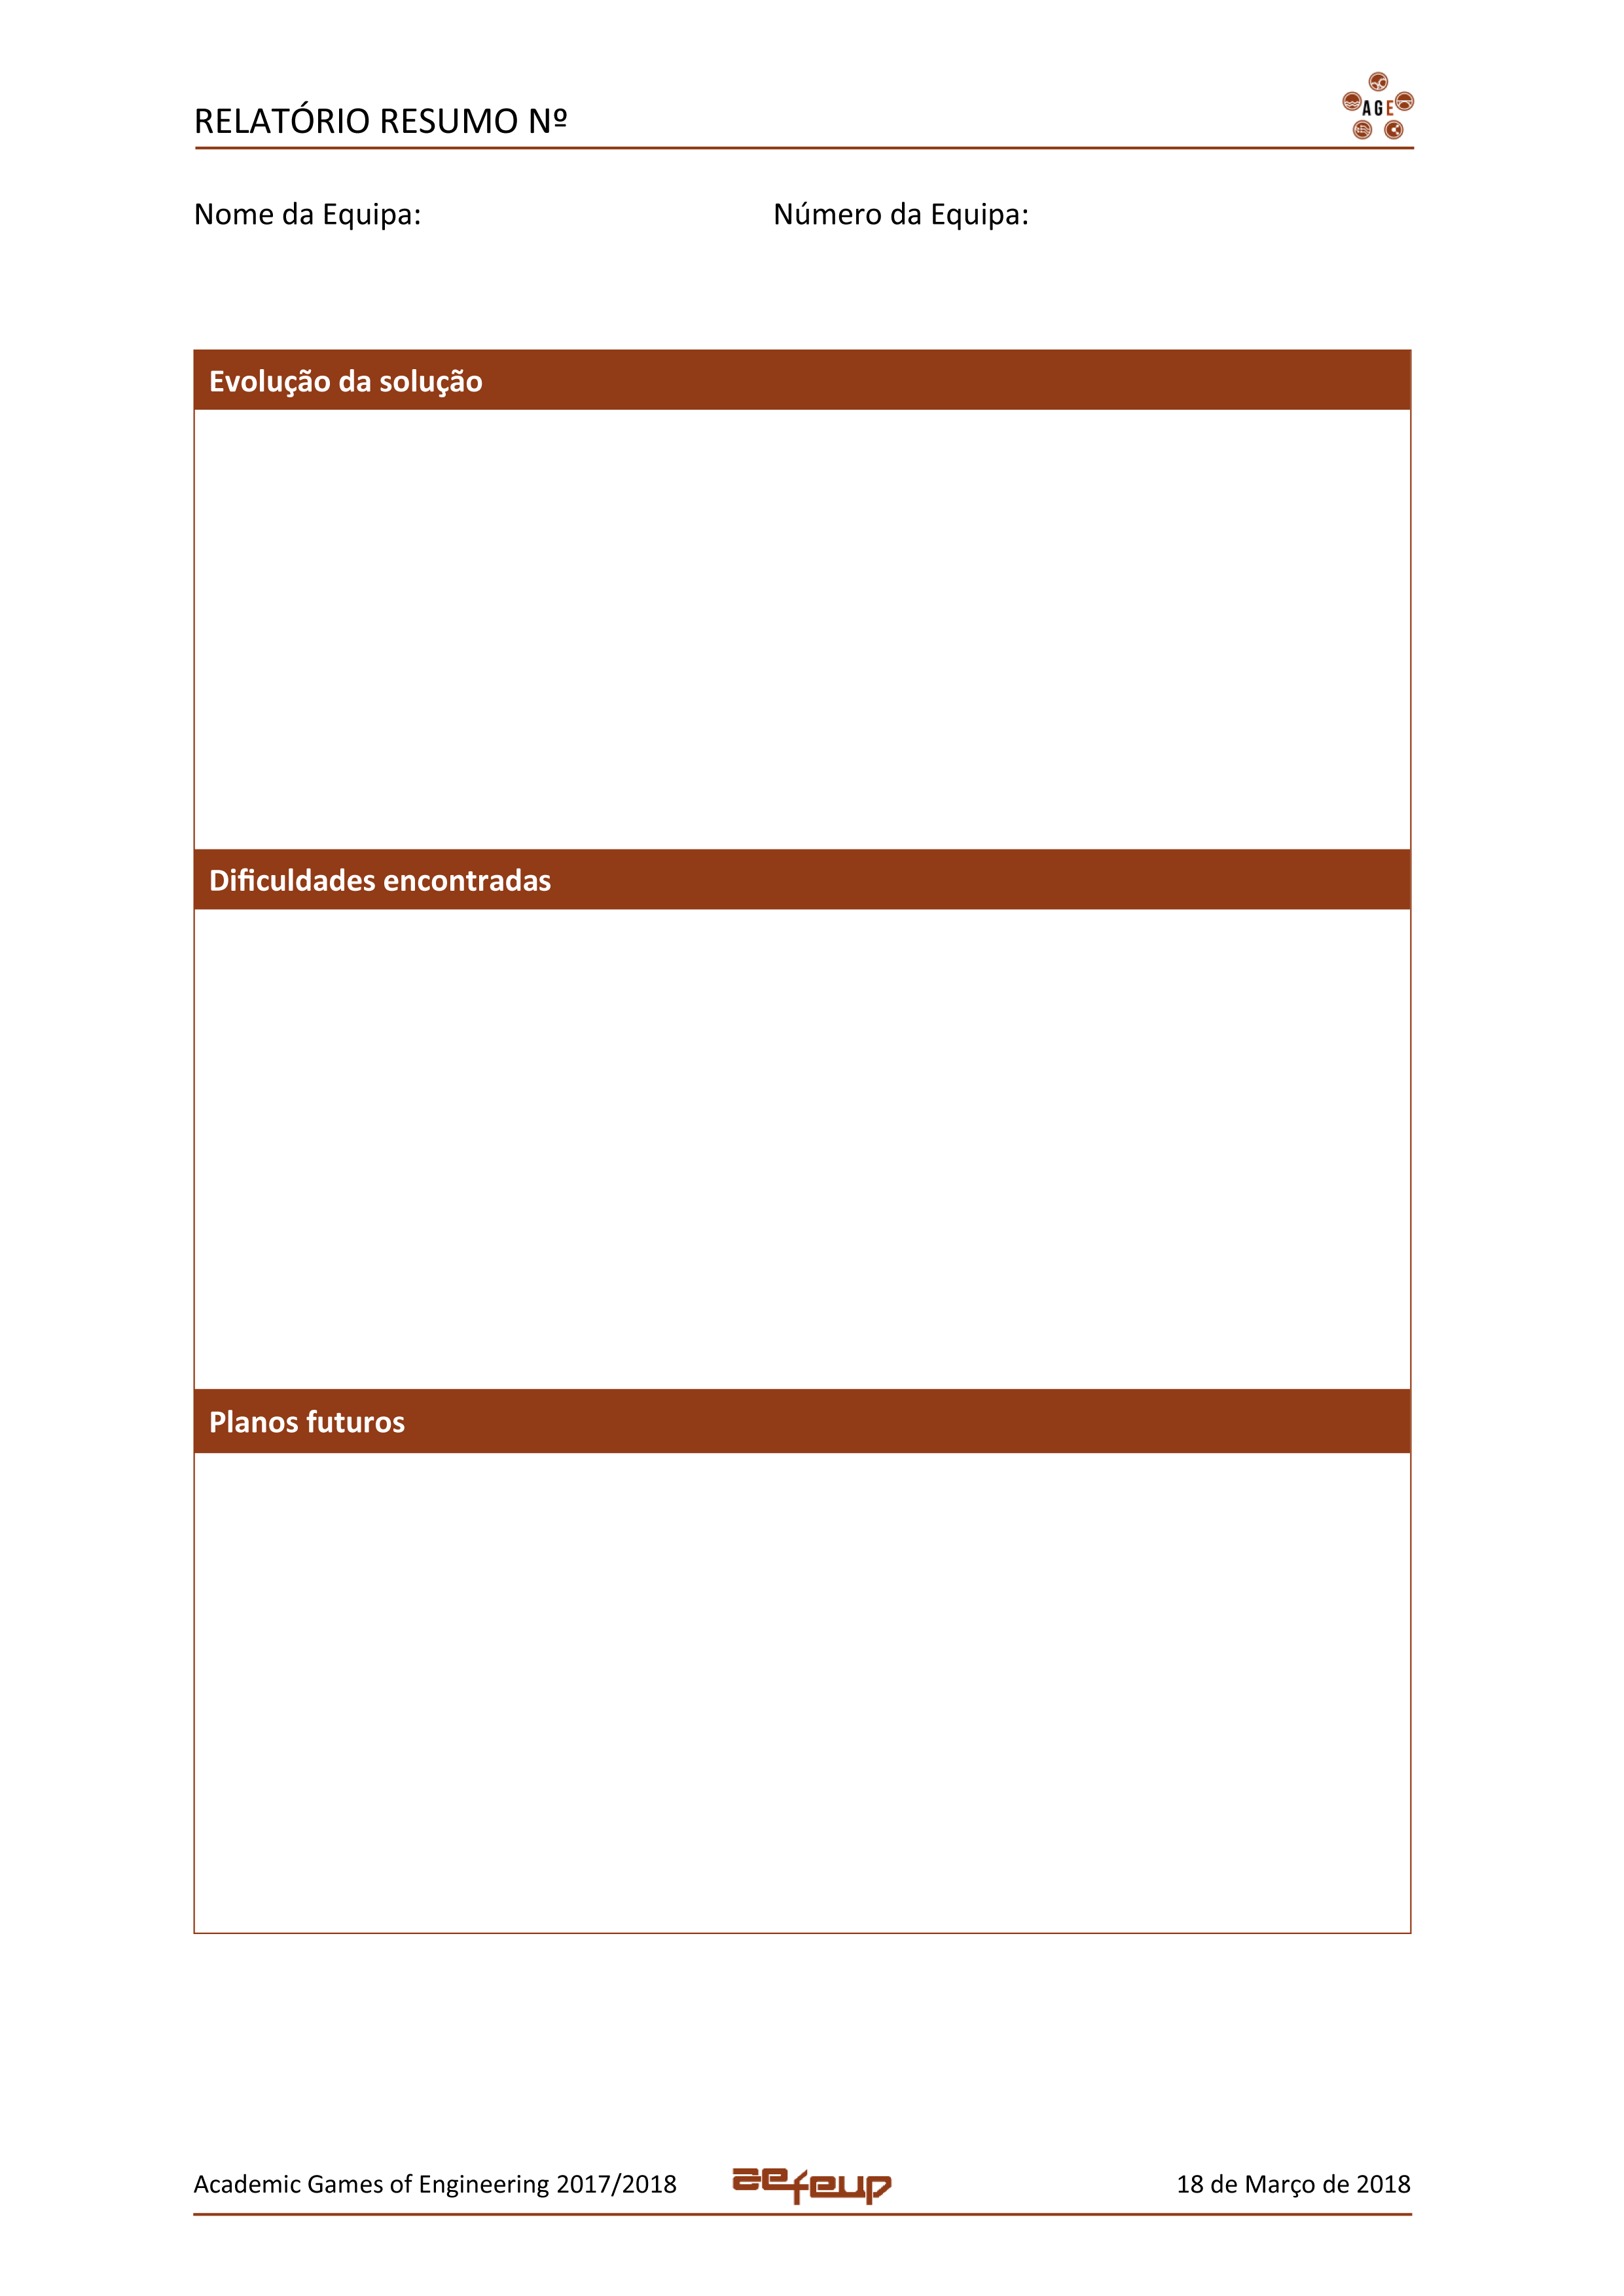 RELATÓRIO RESUMO Nº
AGE
Nome da Equipa: Número da Equipa:
Evolução da solução
Dificuldades encontradas
Planos futuros
Academic Games of Engineering 2017/2018 aefeup 18 de Março de 2018